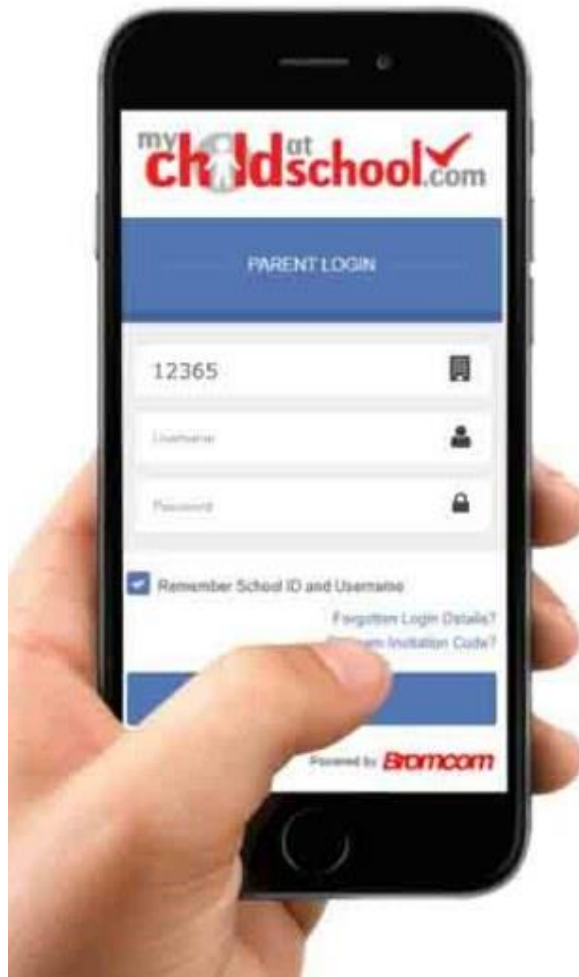 my child at school.com
PARENT LOGIN
12365
Username
Password
Remember School ID and Username
Forgotten Login Details?
Invitation Code?
Powered by Bromcom